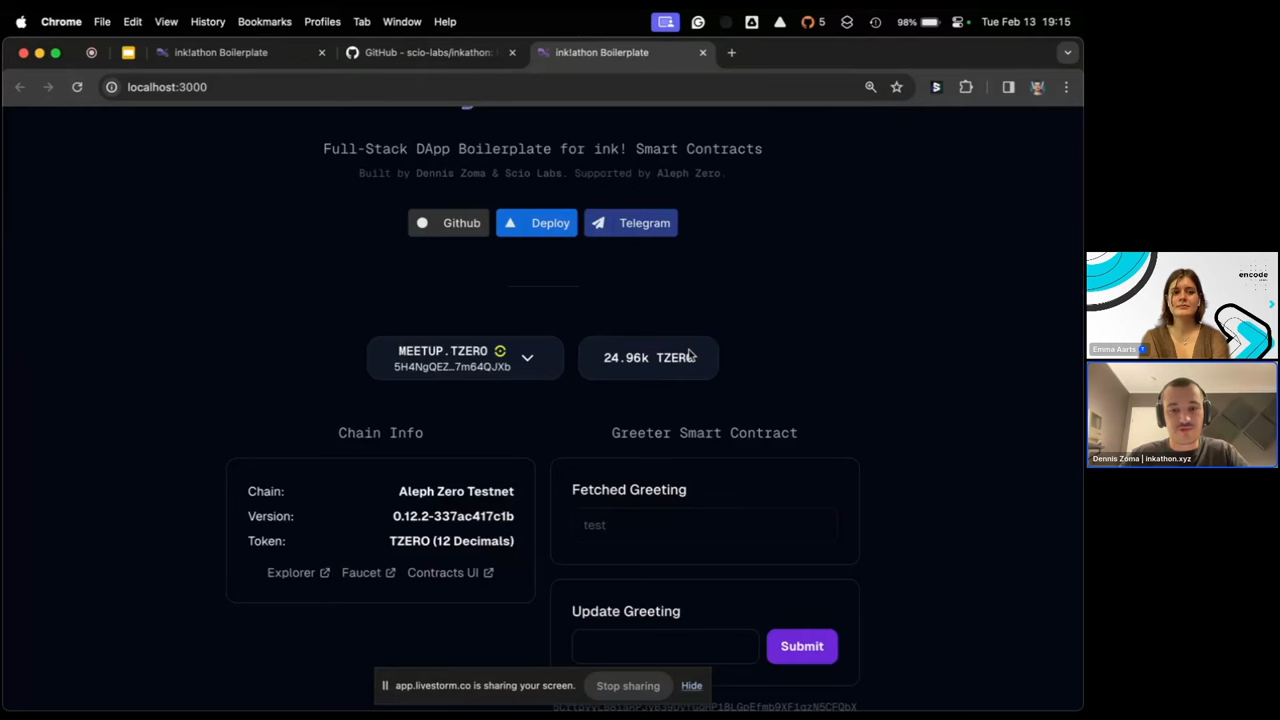 Chrome File Edit View History Bookmarks Profiles Tab Window Help 5 98% Tue Feb 13 19:15
ink!athon Boilerplate
GitHub - scio-labs/inkathon:
ink!athon Boilerplate
localhost:3000
Full-Stack DApp Boilerplate for ink! Smart Contracts
Built by Dennis Zoma & Scio Labs. Supported by Aleph Zero.
Github Deploy Telegram
MEETUP.TZERO
5H4NgQEZ…7m64QJXb
24.96k TZERO
Chain Info
Chain: Aleph Zero Testnet
Version: 0.12.2-337ac417c1b
Token: TZERO (12 Decimals)
Explorer Faucet Contracts UI
Greeter Smart Contract
Fetched Greeting
test
Update Greeting
Submit
app.livestorm.co is sharing your screen. Stop sharing Hide
encode
Emma Aarts T
Dennis Zoma | inkathon.xyz